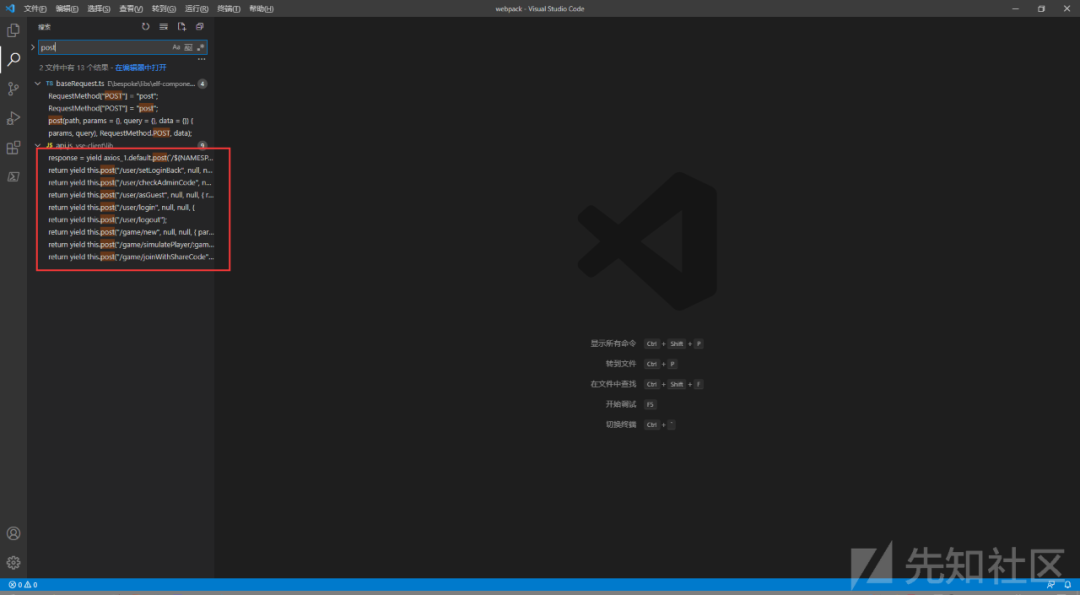 文件(F) 编辑(E) 选择(S) 查看(V) 转到(G) 运行(R) 终端(T) 帮助(H)
webpack - Visual Studio Code
搜索
post
Aa
2 文件中有 13 个结果 - 在编辑器中打开
TS baseRequest.ts E\bespoke\libs\elf-compone... 4
RequestMethod["POST"] = "post";
RequestMethod["POST"] = "post";
post(path, params = {}, query = {}, data = {}) {
params, query), RequestMethod.POST, data);
JS api.js vse-client\lib 9
response = yield axios_1.default.post(`/${NAMESP...
return yield this.post("/user/setLoginBack", null, n...
return yield this.post("/user/checkAdminCode", n...
return yield this.post("/user/asGuest", null, null, { r...
return yield this.post("/user/login", null, null, {
return yield this.post("/user/logout");
return yield this.post("/game/new", null, null, { par...
return yield this.post("/game/simulatePlayer/:gam...
return yield this.post("/game/joinWithShareCode"...
显示所有命令 Ctrl + Shift + P
转到文件 Ctrl + P
在文件中查找 Ctrl + Shift + F
开始调试 F5
切换终端 Ctrl + `
先知社区
0 0